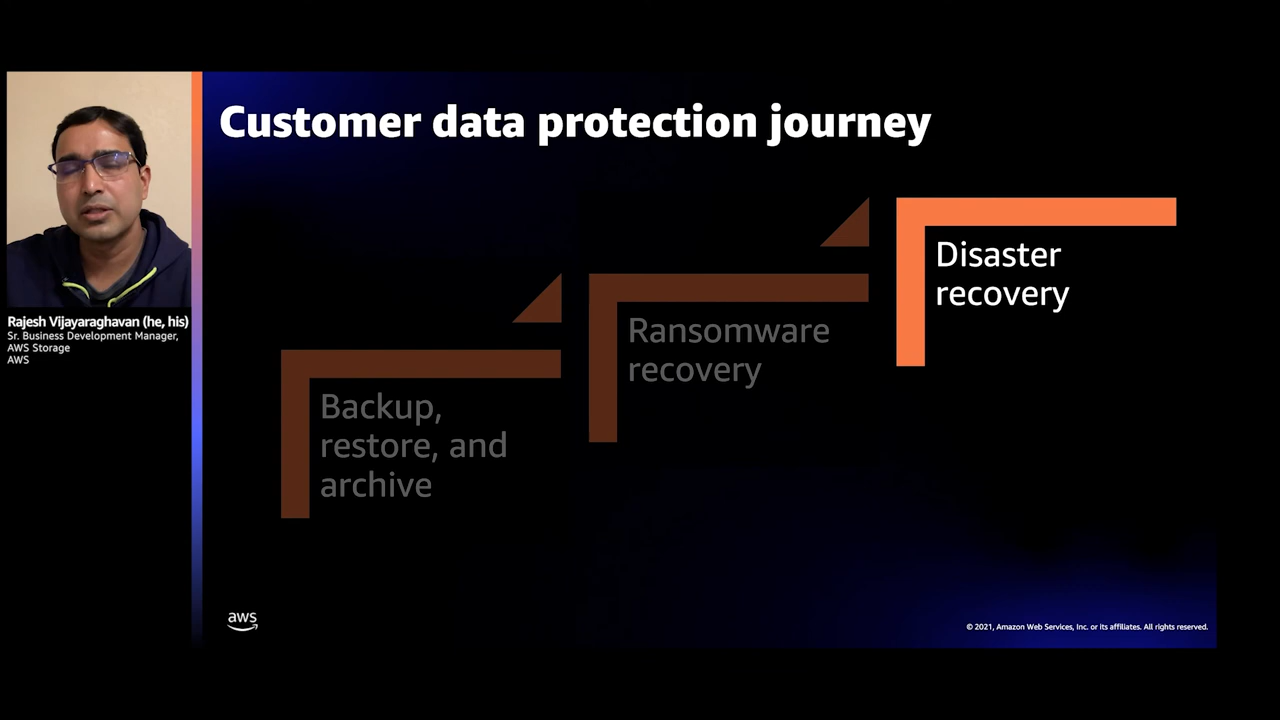 Customer data protection journey
Rajesh Vijayaraghavan (he, his)
Sr. Business Development Manager,
AWS Storage
AWS
Backup,
restore, and
archive
Ransomware
recovery
Disaster
recovery
aws
© 2021, Amazon Web Services, Inc. or its affiliates. All rights reserved.